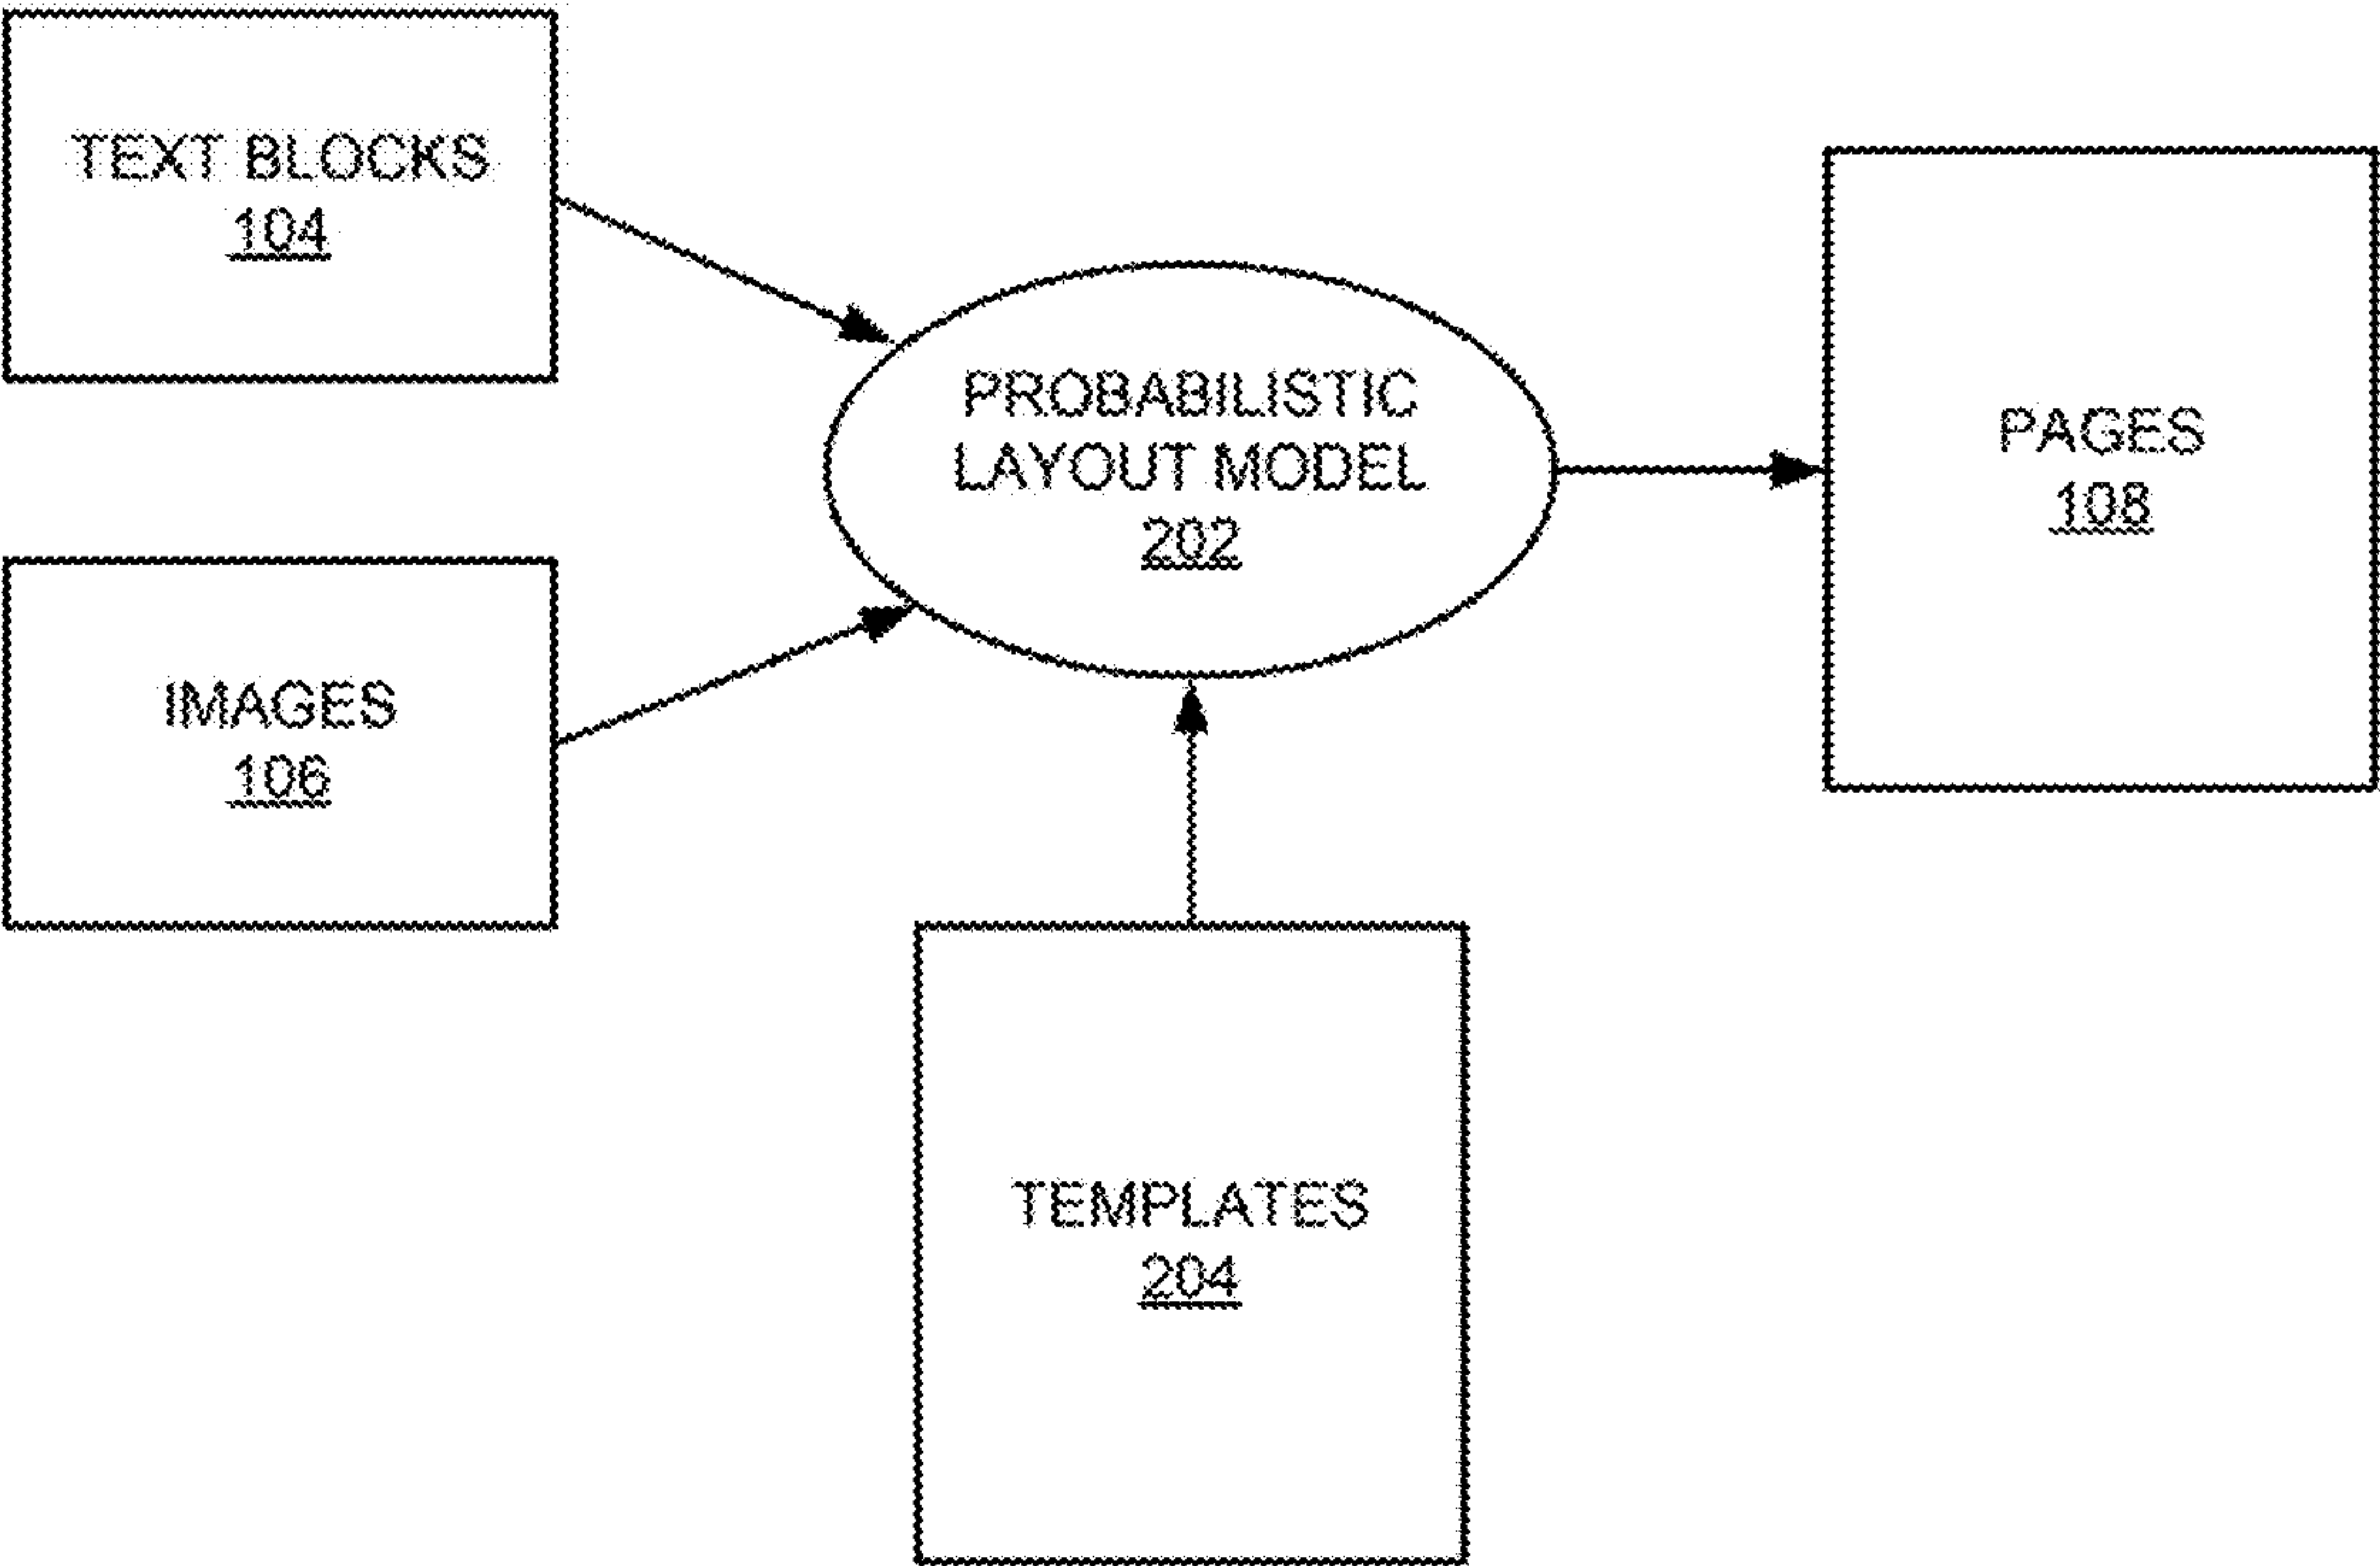 TEXT BLOCKS
104
PROBABILISTIC
LAYOUT MODEL
202
PAGES
108
IMAGES
106
TEMPLATES
204